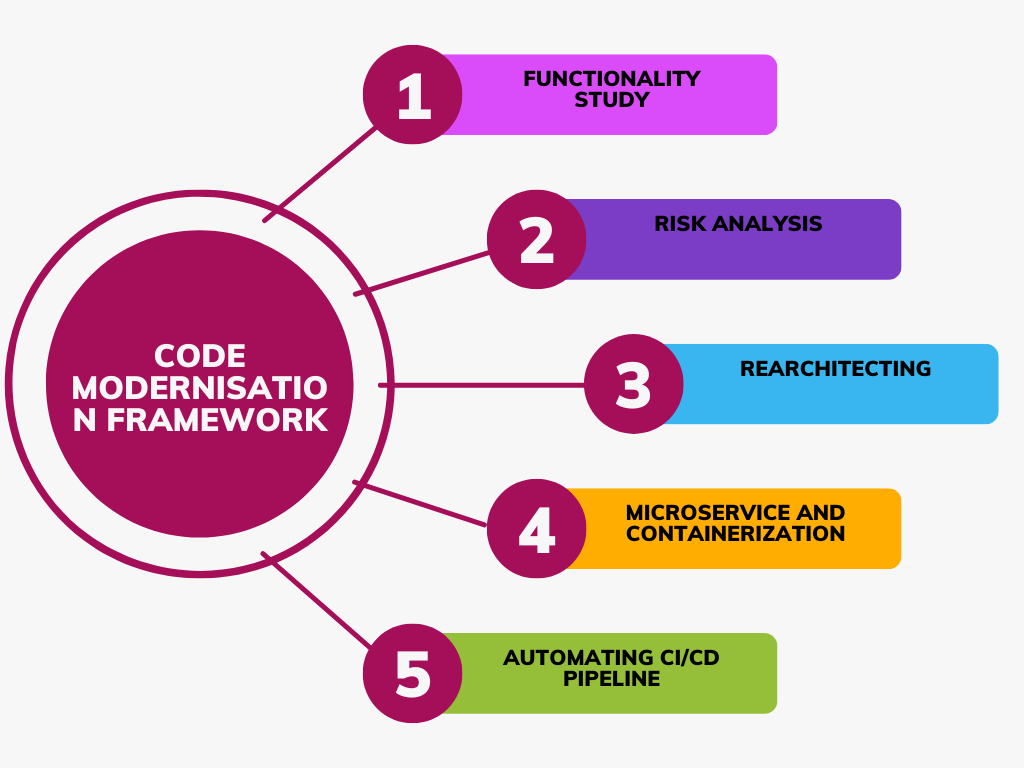 1
FUNCTIONALITY
STUDY
2
RISK ANALYSIS
CODE
MODERNISATIO
N FRAMEWORK
3
REARCHITECTING
4
MICROSERVICE AND
CONTAINERIZATION
5
AUTOMATING CI/CD
PIPELINE